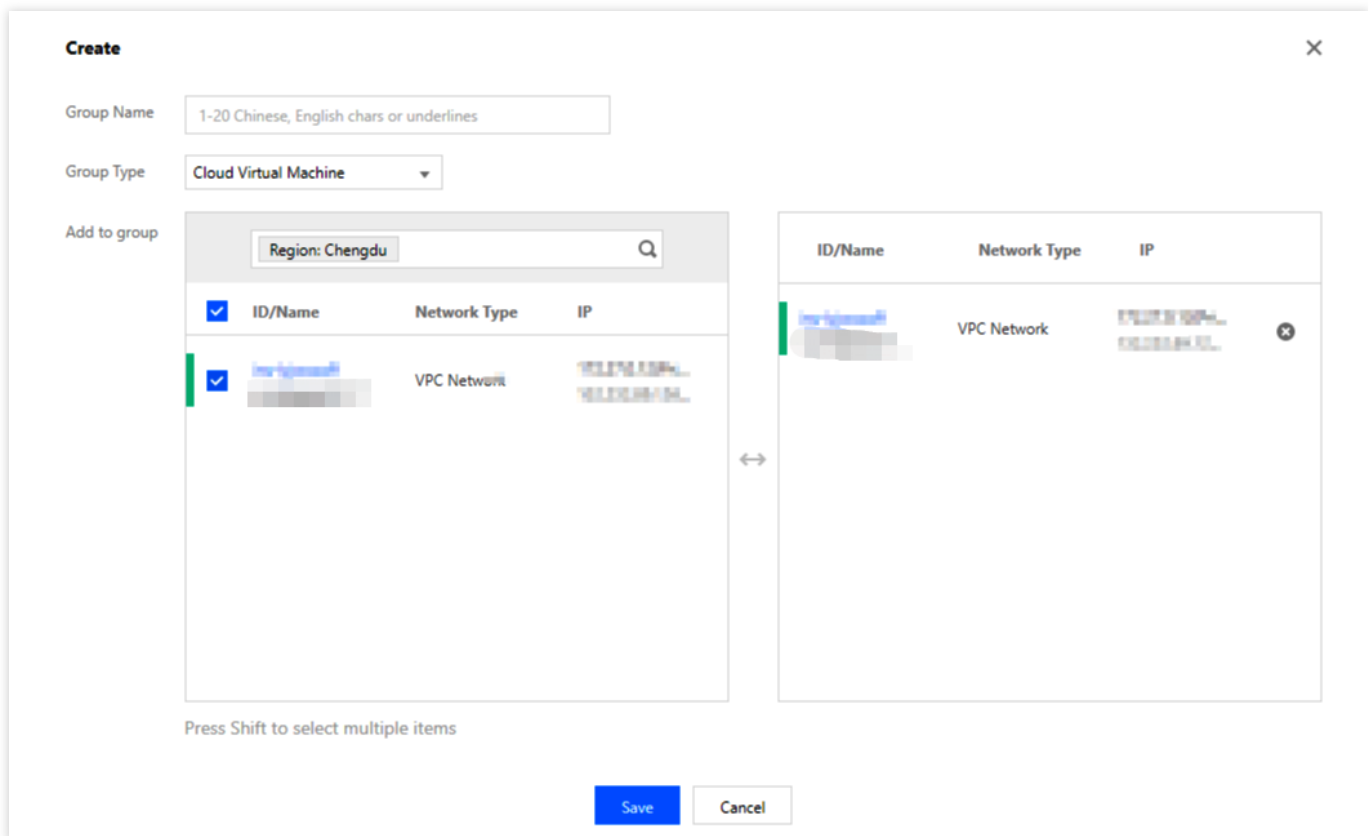 Create
Group Name
1-20 Chinese, English chars or underlines
Group Type
Cloud Virtual Machine
Add to group
Region: Chengdu
ID/Name Network Type IP
VPC Network
ID/Name Network Type IP
VPC Network
Press Shift to select multiple items
Save
Cancel